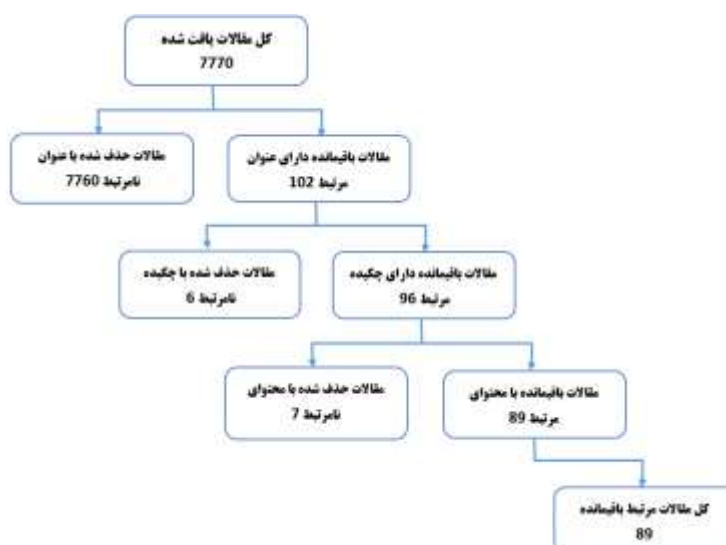 کل مقالات یافت شده
7770
مقالات حذف شده با عنوان
نامرتبط 7760
مقالات باقیمانده دارای عنوان
مرتبط 102
مقالات حذف شده با چکیده
نامرتبط 6
مقالات باقیمانده دارای چکیده
مرتبط 96
مقالات حذف شده با محتوای
نامرتبط 7
مقالات باقیمانده با محتوای
مرتبط 89
کل مقالات مرتبط باقیمانده
89